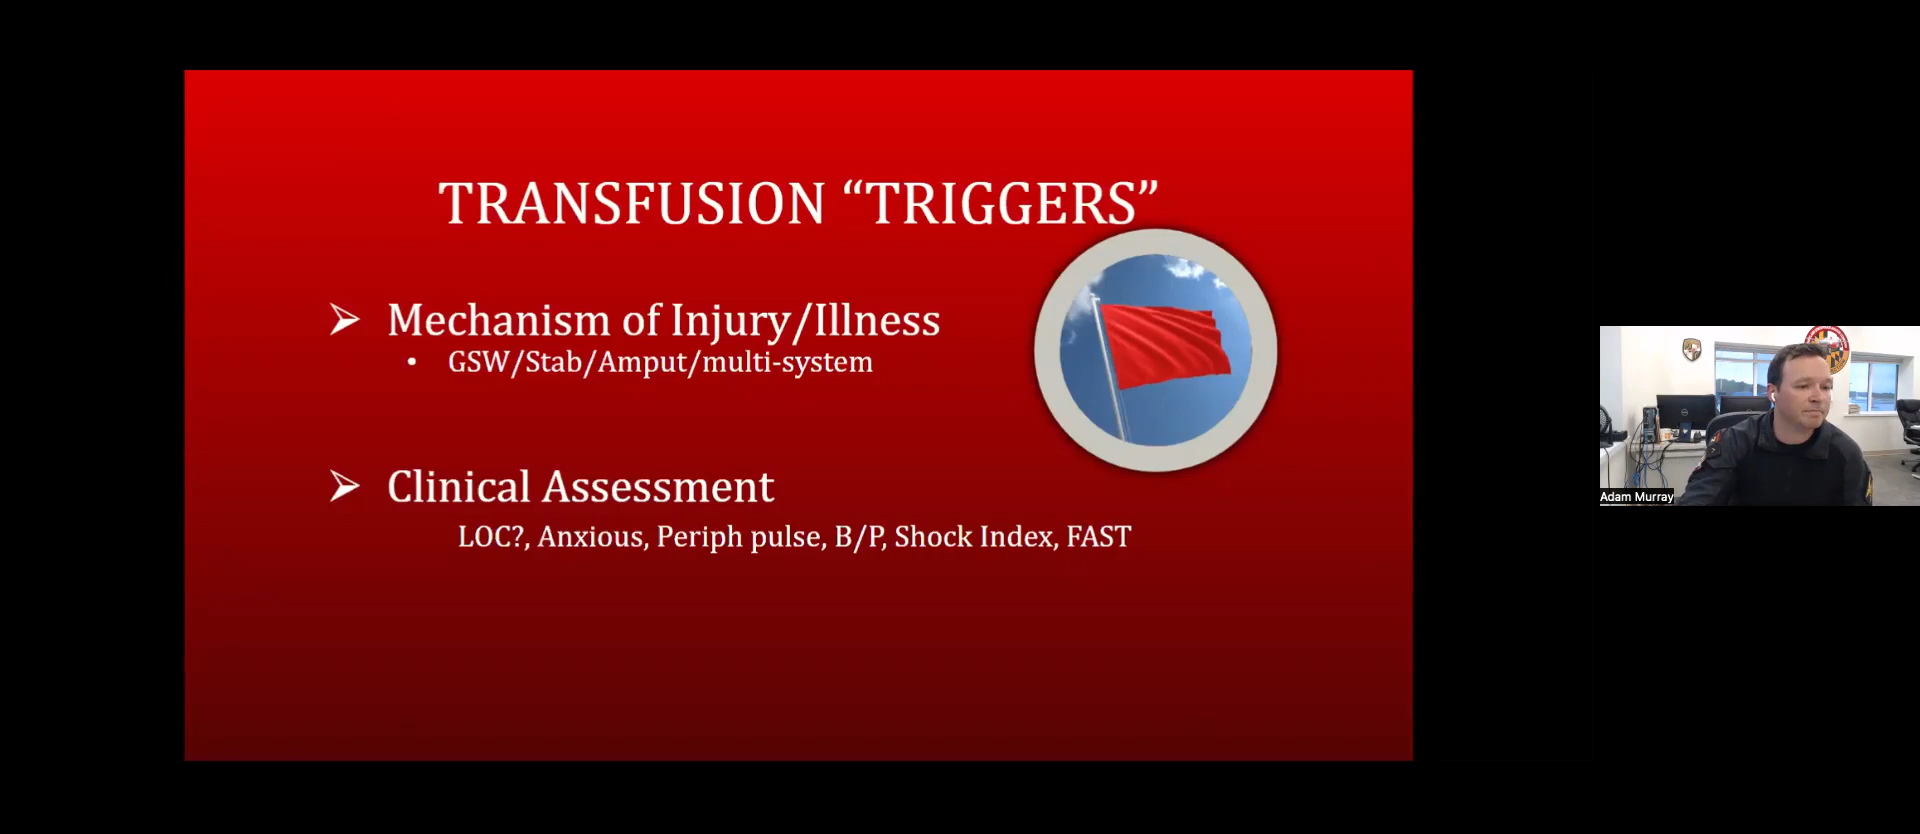 TRANSFUSION “TRIGGERS”
Mechanism of Injury/Illness
GSW/Stab/Amput/multi-system
Clinical Assessment
LOC?, Anxious, Periph pulse, B/P, Shock Index, FAST
Adam Murray